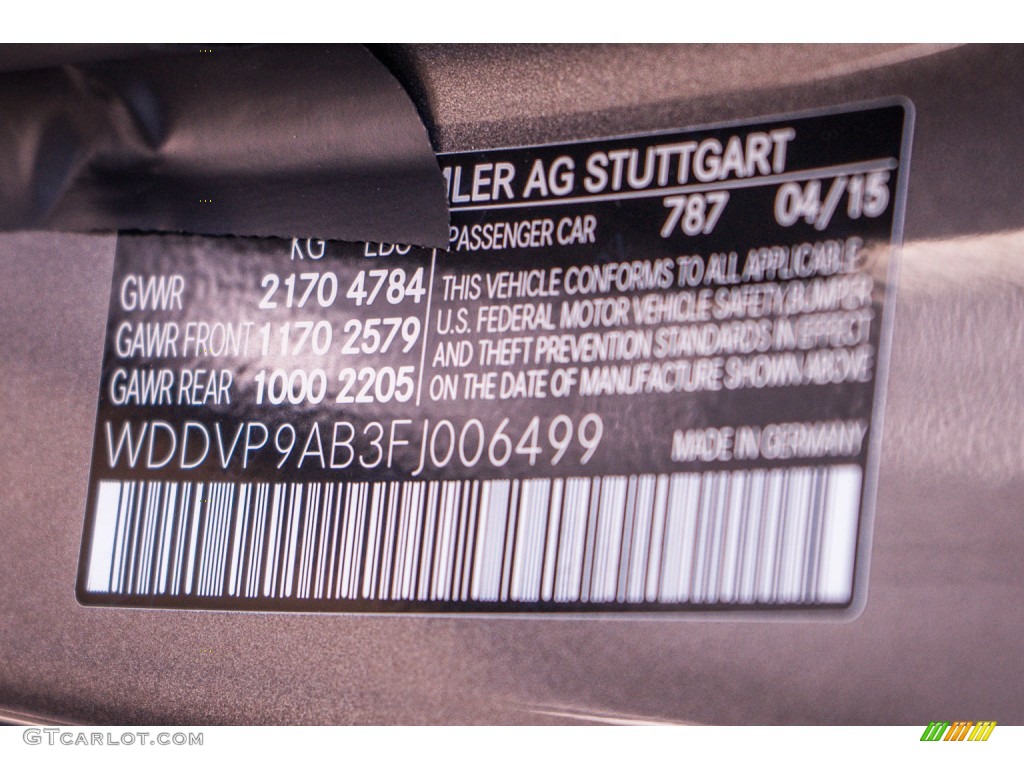 ILER AG STUTTGART
PASSENGER CAR 787 04/15
KG
GVWR 2170 4784
GAWR FRONT 1170 2579
GAWR REAR 1000 2205
THIS VEHICLE CONFORMS TO ALL APPLICABLE
U.S. FEDERAL MOTOR VEHICLE SAFETY BUMPER
AND THEFT PREVENTION STANDARDS IN EFFECT
ON THE DATE OF MANUFACTURE SHOWN ABOVE
WDDVP9AB3FJ006499
MADE IN GERMANY
GTCARLOT.COM